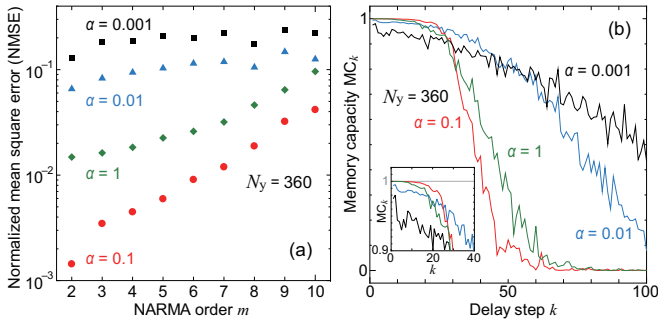 (a)
Normalized mean square error (NMSE)
10⁻¹
10⁻²
10⁻³
α = 0.001
α = 0.01
α = 1
α = 0.1
Ny = 360
2 3 4 5 6 7 8 9 10
NARMA order m
(b)
Memory capacity MCk
1
0
α = 0.001
Ny = 360
α = 0.1
α = 1
α = 0.01
MCk
1
0.9
0 20 40
k
0 50 100
Delay step k